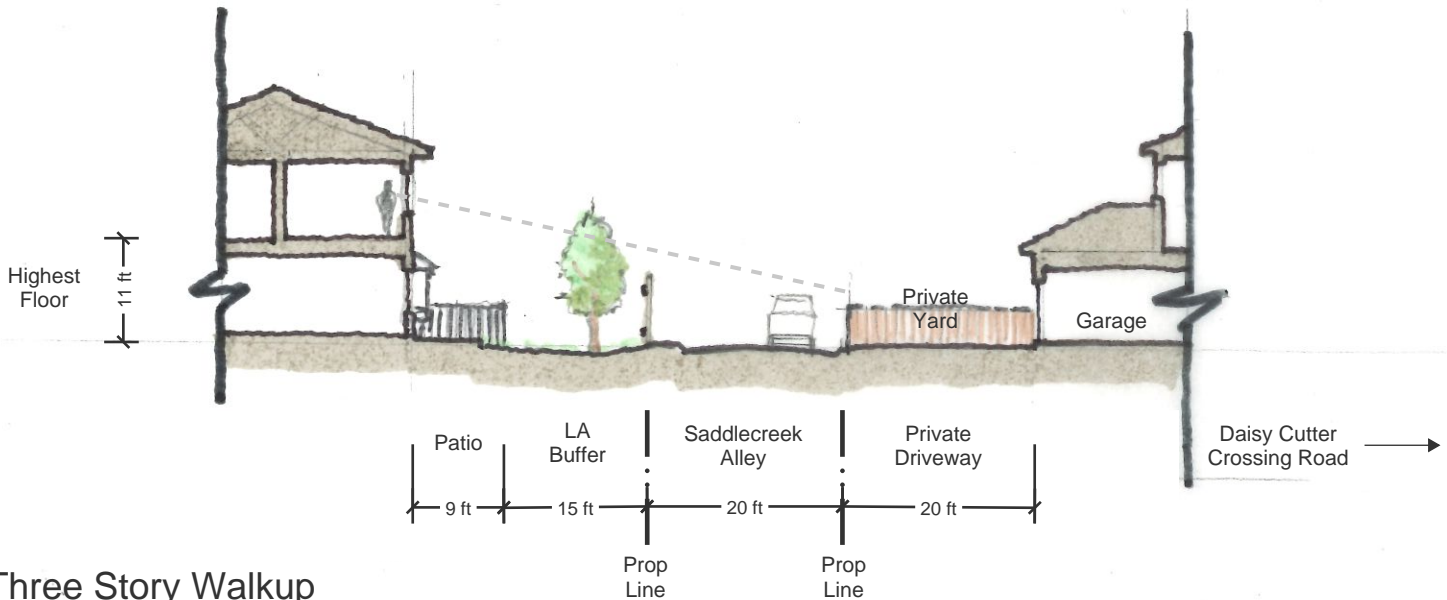 Highest
Floor
11 ft
Private
Yard
Garage
Patio
LA
Buffer
Saddlecreek
Alley
Private
Driveway
Daisy Cutter
Crossing Road
9 ft
15 ft
20 ft
20 ft
Prop
Line
Prop
Line
Three Story Walkup